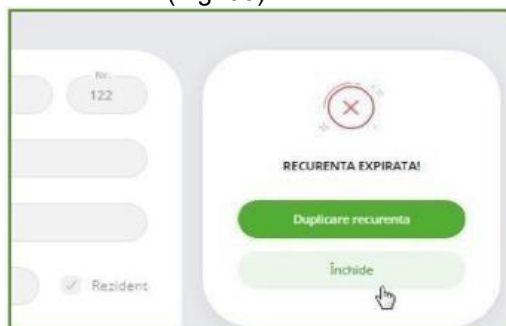 Nr.
122
RECURENTA EXPIRATA!
Duplicare recurenta
Închide
Rezident